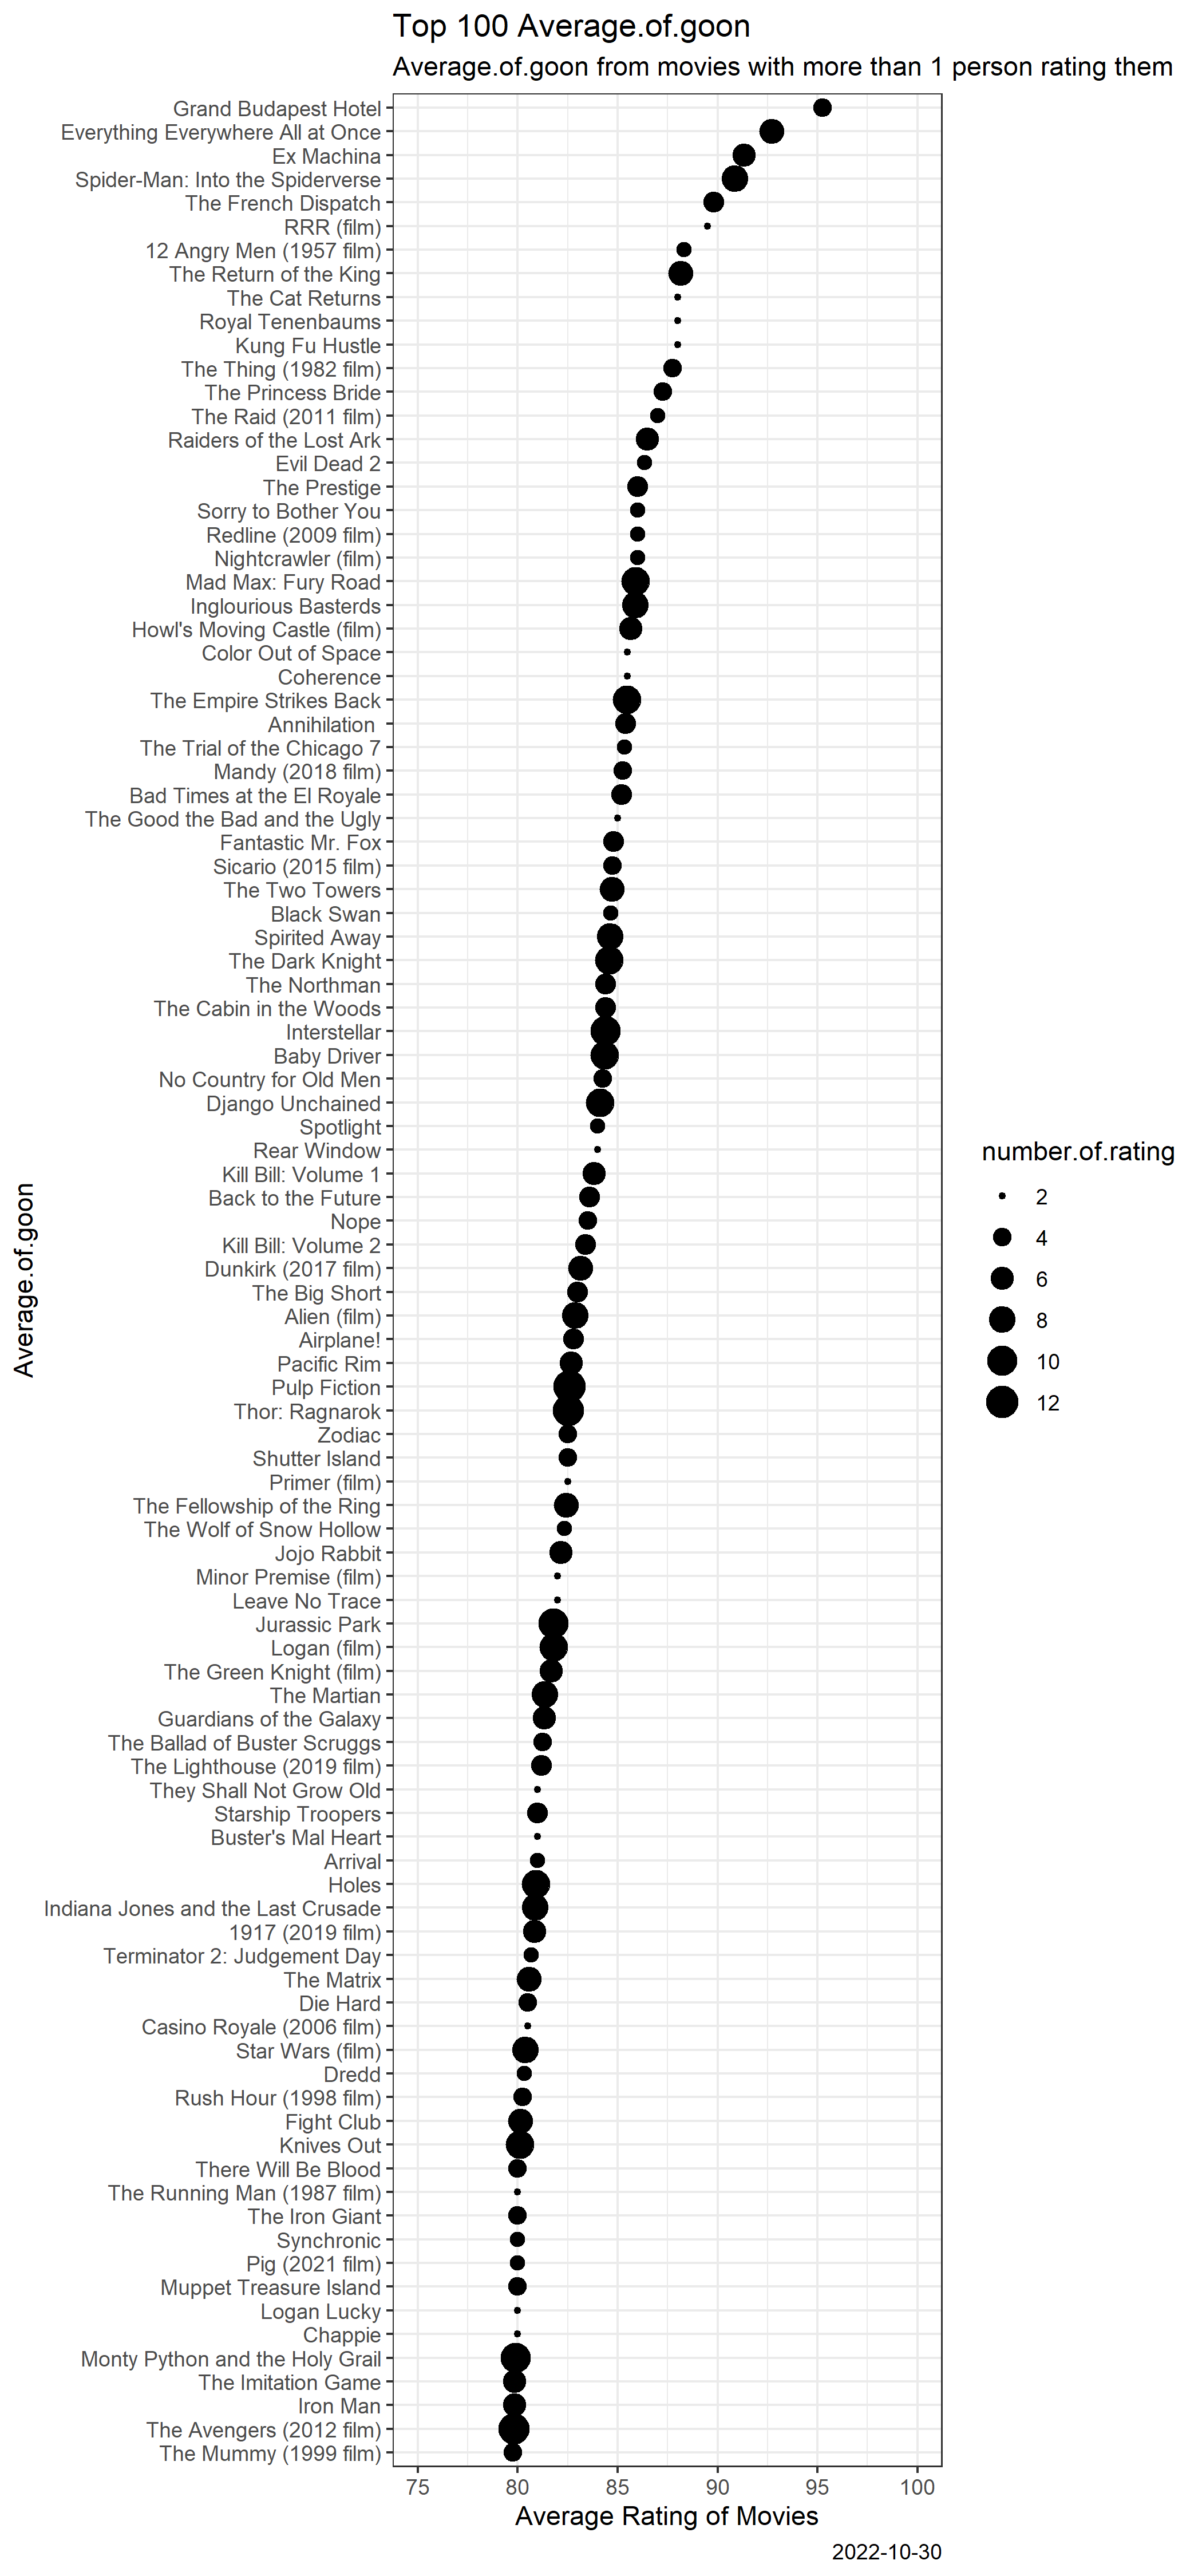 Top 100 Average.of.goon
Average.of.goon from movies with more than 1 person rating them
Grand Budapest Hotel
Everything Everywhere All at Once
Ex Machina
Spider-Man: Into the Spiderverse
The French Dispatch
RRR (film)
12 Angry Men (1957 film)
The Return of the King
The Cat Returns
Royal Tenenbaums
Kung Fu Hustle
The Thing (1982 film)
The Princess Bride
The Raid (2011 film)
Raiders of the Lost Ark
Evil Dead 2
The Prestige
Sorry to Bother You
Redline (2009 film)
Nightcrawler (film)
Mad Max: Fury Road
Inglourious Basterds
Howl's Moving Castle (film)
Color Out of Space
Coherence
The Empire Strikes Back
Annihilation
The Trial of the Chicago 7
Mandy (2018 film)
Bad Times at the El Royale
The Good the Bad and the Ugly
Fantastic Mr. Fox
Sicario (2015 film)
The Two Towers
Black Swan
Spirited Away
The Dark Knight
The Northman
The Cabin in the Woods
Interstellar
Baby Driver
No Country for Old Men
Django Unchained
Spotlight
Rear Window
Kill Bill: Volume 1
Back to the Future
Nope
Kill Bill: Volume 2
Dunkirk (2017 film)
The Big Short
Alien (film)
Airplane!
Pacific Rim
Pulp Fiction
Thor: Ragnarok
Zodiac
Shutter Island
Primer (film)
The Fellowship of the Ring
The Wolf of Snow Hollow
Jojo Rabbit
Minor Premise (film)
Leave No Trace
Jurassic Park
Logan (film)
The Green Knight (film)
The Martian
Guardians of the Galaxy
The Ballad of Buster Scruggs
The Lighthouse (2019 film)
They Shall Not Grow Old
Starship Troopers
Buster's Mal Heart
Arrival
Holes
Indiana Jones and the Last Crusade
1917 (2019 film)
Terminator 2: Judgement Day
The Matrix
Die Hard
Casino Royale (2006 film)
Star Wars (film)
Dredd
Rush Hour (1998 film)
Fight Club
Knives Out
There Will Be Blood
The Running Man (1987 film)
The Iron Giant
Synchronic
Pig (2021 film)
Muppet Treasure Island
Logan Lucky
Chappie
Monty Python and the Holy Grail
The Imitation Game
Iron Man
The Avengers (2012 film)
The Mummy (1999 film)
75 80 85 90 95 100
Average Rating of Movies
Average.of.goon
number.of.rating
2
4
6
8
10
12
2022-10-30